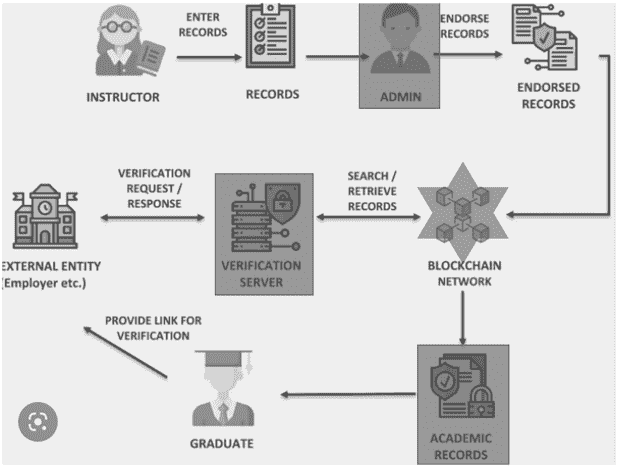 ENTER
RECORDS
ENDORSE
RECORDS
INSTRUCTOR
RECORDS
ADMIN
ENDORSED
RECORDS
VERIFICATION
REQUEST /
RESPONSE
SEARCH /
RETRIEVE
RECORDS
EXTERNAL ENTITY
(Employer etc.)
VERIFICATION
SERVER
BLOCKCHAIN
NETWORK
PROVIDE LINK FOR
VERIFICATION
GRADUATE
ACADEMIC
RECORDS